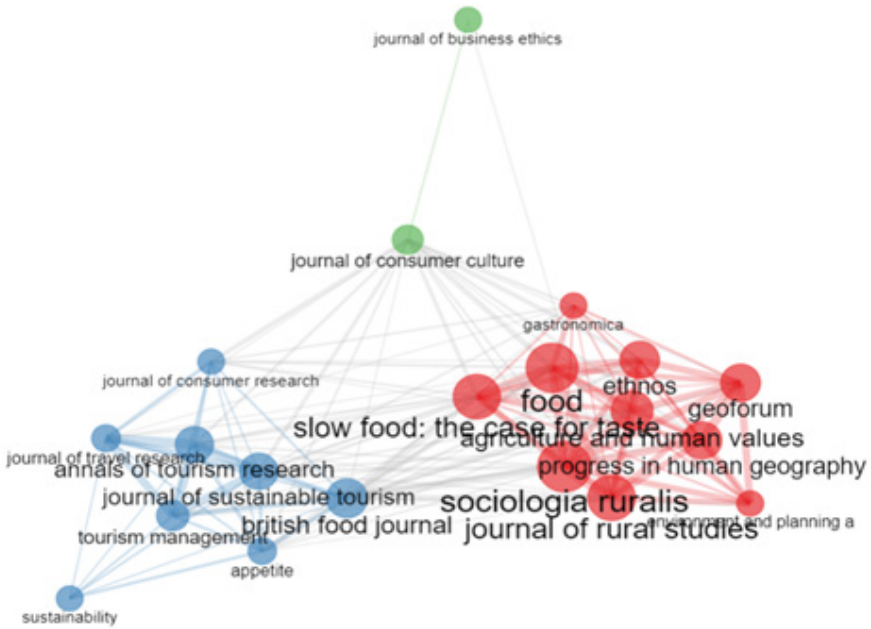 journal of business ethics
journal of consumer culture
gastronomica
journal of consumer research
ethnos
food
geoforum
slow food: the case for taste
agriculture and human values
journal of travel research
annals of tourism research
progress in human geography
journal of sustainable tourism
sociologia ruralis
british food journal
environment and planning a
journal of rural studies
tourism management
appetite
sustainability